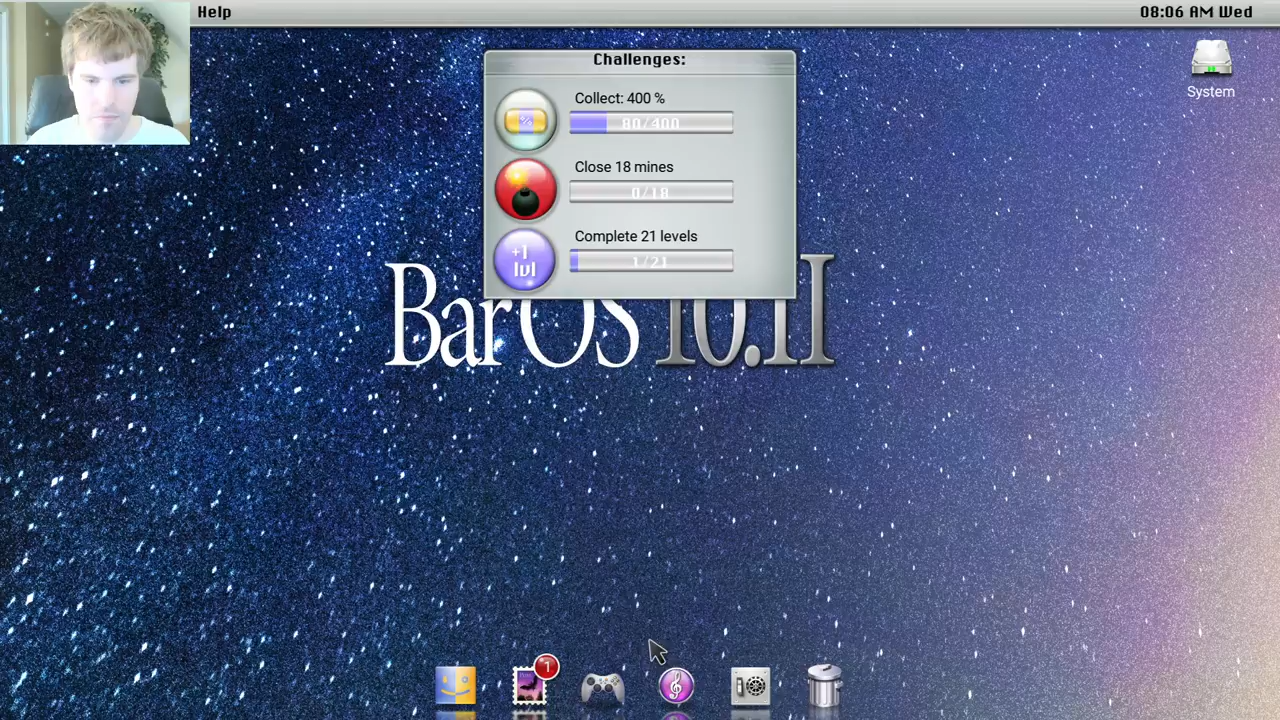 Help
08:06 AM Wed
Challenges:
System
Collect: 400 %
80/400
Close 18 mines
0/18
Complete 21 levels
+1
lvl
1/21
BarOS 10.11
1